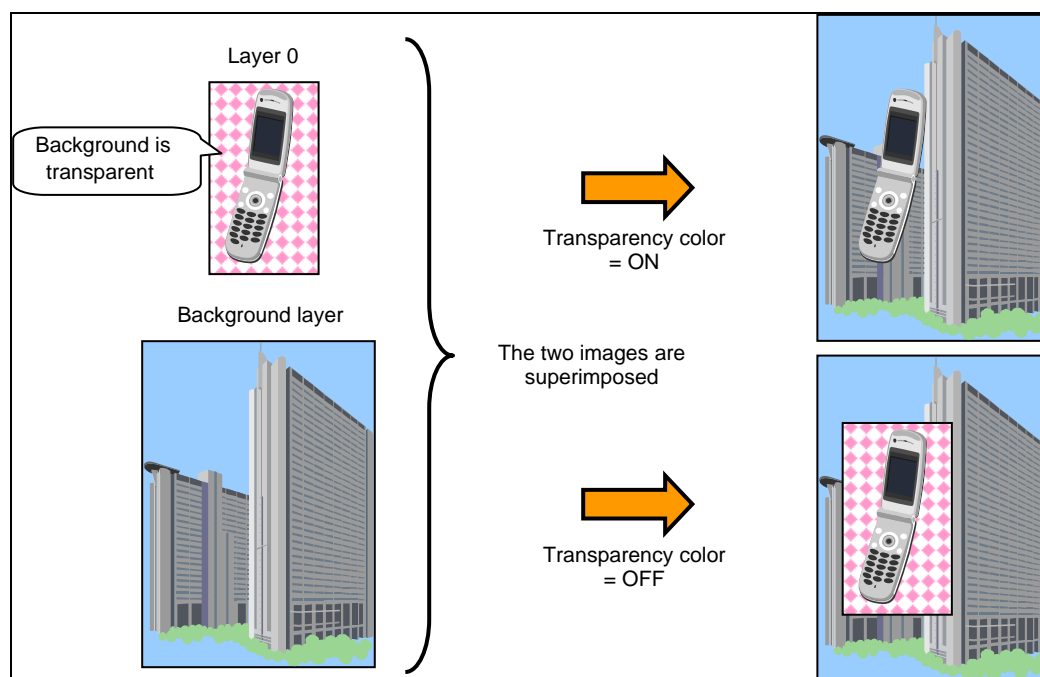 Layer 0
Background is
transparent
Background layer
Transparency color
= ON
The two images are
superimposed
Transparency color
= OFF